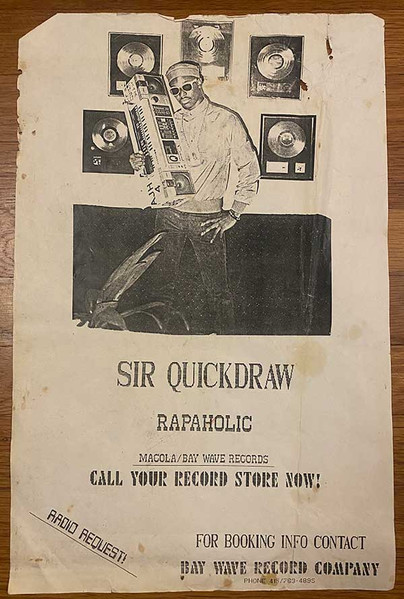 SIR QUICKDRAW
RAPAHOLIC
MACOLA/BAY WAVE RECORDS
CALL YOUR RECORD STORE NOW!
RADIO REQUEST!
FOR BOOKING INFO CONTACT
BAY WAVE RECORD COMPANY
PHONE